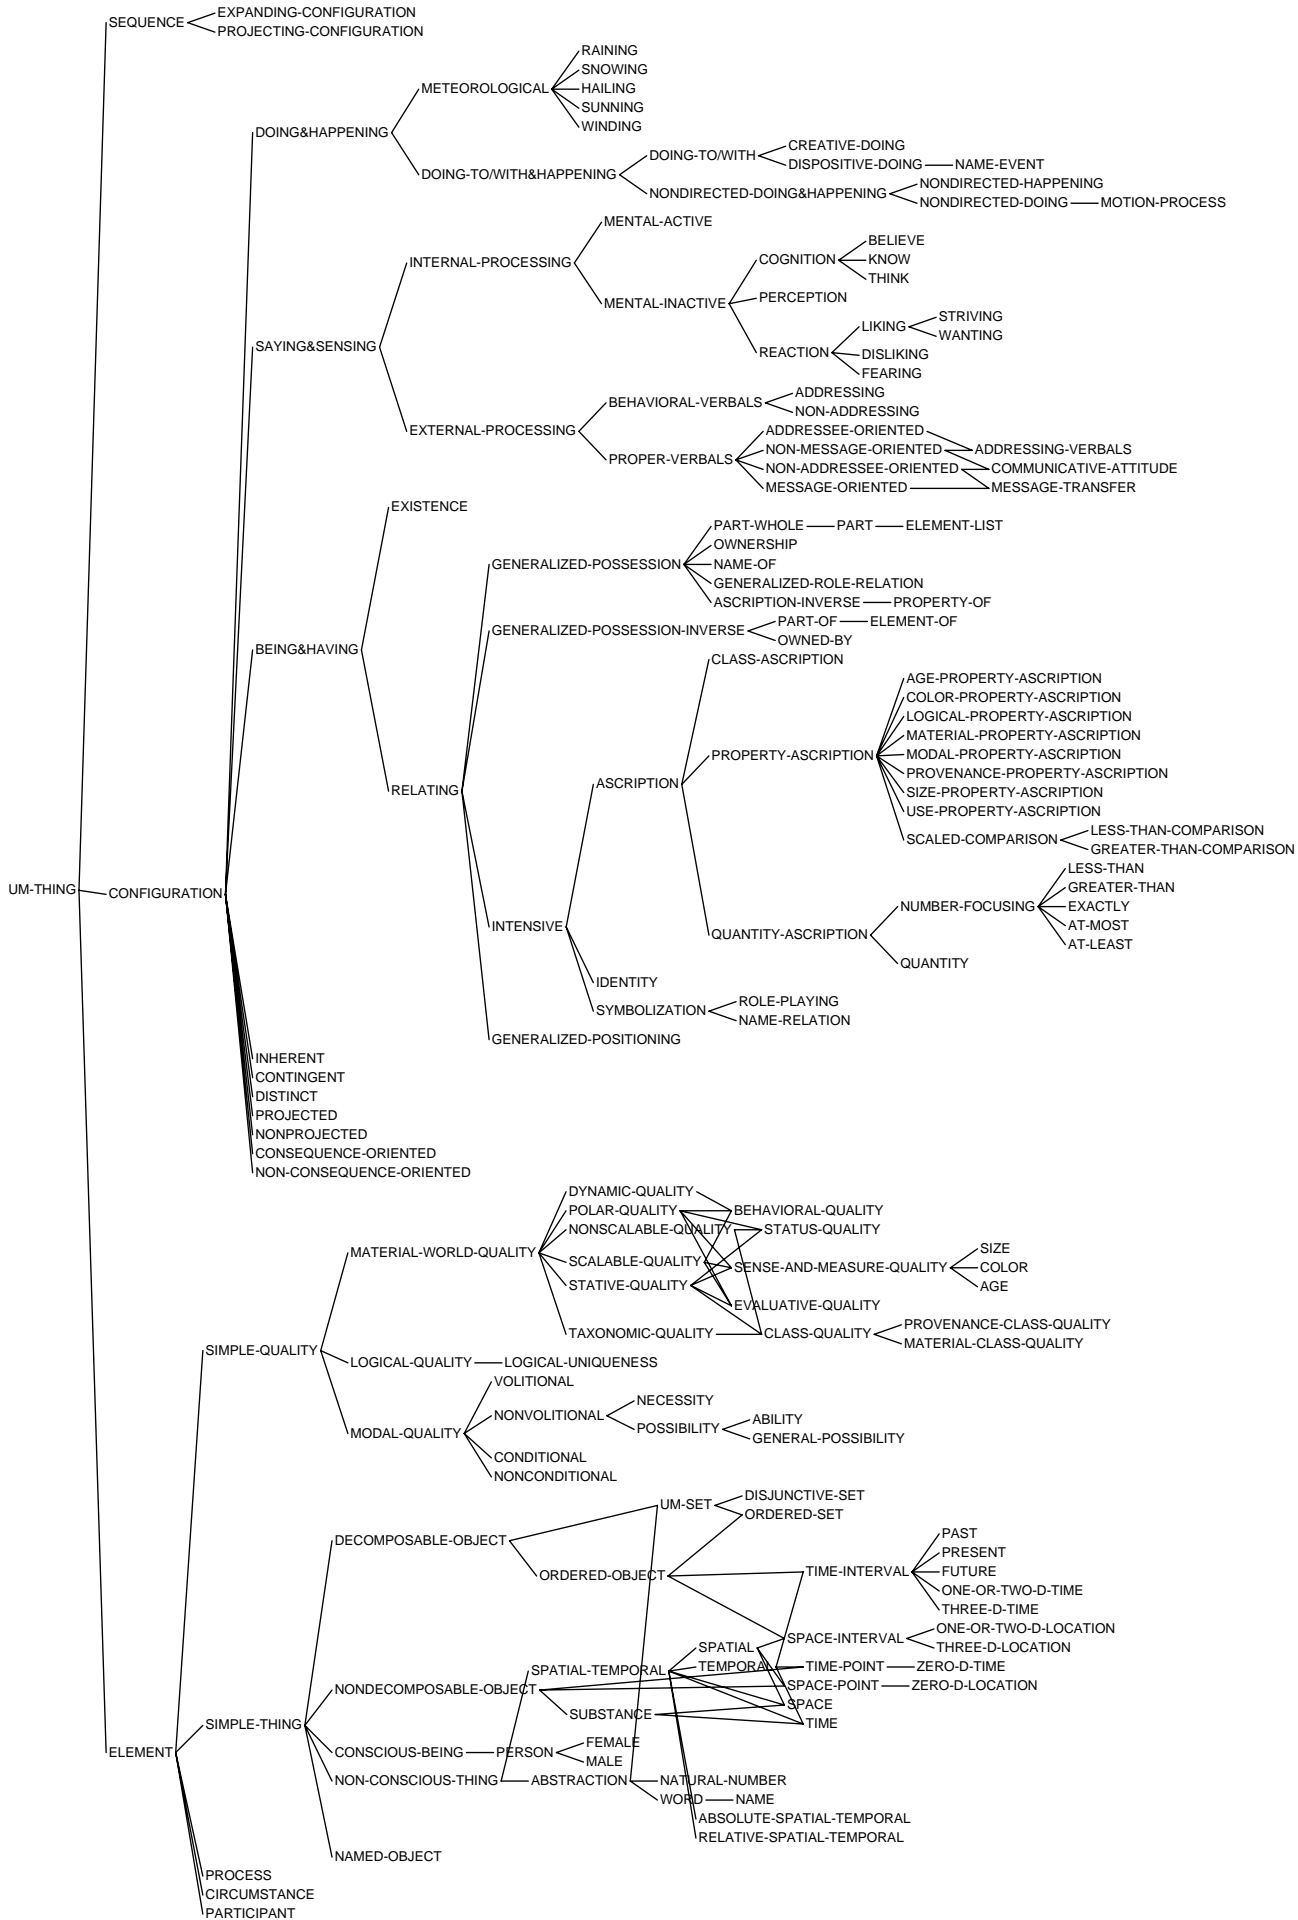 SEQUENCE
EXPANDING-CONFIGURATION
PROJECTING-CONFIGURATION
RAINING
SNOWING
METEOROLOGICAL
HAILING
SUNNING
WINDING
DOING&HAPPENING
CREATIVE-DOING
DOING-TO/WITH
DISPOSITIVE-DOING
NAME-EVENT
DOING-TO/WITH&HAPPENING
NONDIRECTED-HAPPENING
NONDIRECTED-DOING&HAPPENING
NONDIRECTED-DOING
MOTION-PROCESS
MENTAL-ACTIVE
BELIEVE
INTERNAL-PROCESSING
COGNITION
KNOW
THINK
MENTAL-INACTIVE
PERCEPTION
STRIVING
LIKING
WANTING
SAYING&SENSING
REACTION
DISLIKING
FEARING
ADDRESSING
BEHAVIORAL-VERBALS
NON-ADDRESSING
EXTERNAL-PROCESSING
ADDRESSEE-ORIENTED
NON-MESSAGE-ORIENTED
ADDRESSING-VERBALS
PROPER-VERBALS
NON-ADDRESSEE-ORIENTED
COMMUNICATIVE-ATTITUDE
MESSAGE-ORIENTED
MESSAGE-TRANSFER
EXISTENCE
PART-WHOLE
PART
ELEMENT-LIST
OWNERSHIP
GENERALIZED-POSSESSION
NAME-OF
GENERALIZED-ROLE-RELATION
ASCRIPTION-INVERSE
PROPERTY-OF
PART-OF
ELEMENT-OF
GENERALIZED-POSSESSION-INVERSE
OWNED-BY
BEING&HAVING
CLASS-ASCRIPTION
AGE-PROPERTY-ASCRIPTION
COLOR-PROPERTY-ASCRIPTION
LOGICAL-PROPERTY-ASCRIPTION
MATERIAL-PROPERTY-ASCRIPTION
PROPERTY-ASCRIPTION
MODAL-PROPERTY-ASCRIPTION
PROVENANCE-PROPERTY-ASCRIPTION
ASCRIPTION
RELATING
SIZE-PROPERTY-ASCRIPTION
USE-PROPERTY-ASCRIPTION
LESS-THAN-COMPARISON
SCALED-COMPARISON
GREATER-THAN-COMPARISON
UM-THING
CONFIGURATION
LESS-THAN
GREATER-THAN
NUMBER-FOCUSING
EXACTLY
INTENSIVE
AT-MOST
QUANTITY-ASCRIPTION
AT-LEAST
QUANTITY
IDENTITY
ROLE-PLAYING
SYMBOLIZATION
NAME-RELATION
GENERALIZED-POSITIONING
INHERENT
CONTINGENT
DISTINCT
PROJECTED
NONPROJECTED
CONSEQUENCE-ORIENTED
NON-CONSEQUENCE-ORIENTED
DYNAMIC-QUALITY
POLAR-QUALITY
BEHAVIORAL-QUALITY
NONSCALABLE-QUALITY
STATUS-QUALITY
MATERIAL-WORLD-QUALITY
SIZE
SCALABLE-QUALITY
SENSE-AND-MEASURE-QUALITY
COLOR
STATIVE-QUALITY
AGE
EVALUATIVE-QUALITY
PROVENANCE-CLASS-QUALITY
TAXONOMIC-QUALITY
CLASS-QUALITY
MATERIAL-CLASS-QUALITY
SIMPLE-QUALITY
LOGICAL-QUALITY
LOGICAL-UNIQUENESS
VOLITIONAL
NECESSITY
NONVOLITIONAL
ABILITY
MODAL-QUALITY
POSSIBILITY
GENERAL-POSSIBILITY
CONDITIONAL
NONCONDITIONAL
DISJUNCTIVE-SET
UM-SET
ORDERED-SET
DECOMPOSABLE-OBJECT
PAST
PRESENT
ORDERED-OBJECT
TIME-INTERVAL
FUTURE
ONE-OR-TWO-D-TIME
THREE-D-TIME
ONE-OR-TWO-D-LOCATION
SPATIAL
SPACE-INTERVAL
THREE-D-LOCATION
SPATIAL-TEMPORAL
TEMPORAL
TIME-POINT
ZERO-D-TIME
NONDECOMPOSABLE-OBJECT
SPACE-POINT
ZERO-D-LOCATION
SPACE
SUBSTANCE
TIME
SIMPLE-THING
FEMALE
ELEMENT
CONSCIOUS-BEING
PERSON
MALE
NON-CONSCIOUS-THING
ABSTRACTION
NATURAL-NUMBER
WORD
NAME
ABSOLUTE-SPATIAL-TEMPORAL
RELATIVE-SPATIAL-TEMPORAL
NAMED-OBJECT
PROCESS
CIRCUMSTANCE
PARTICIPANT